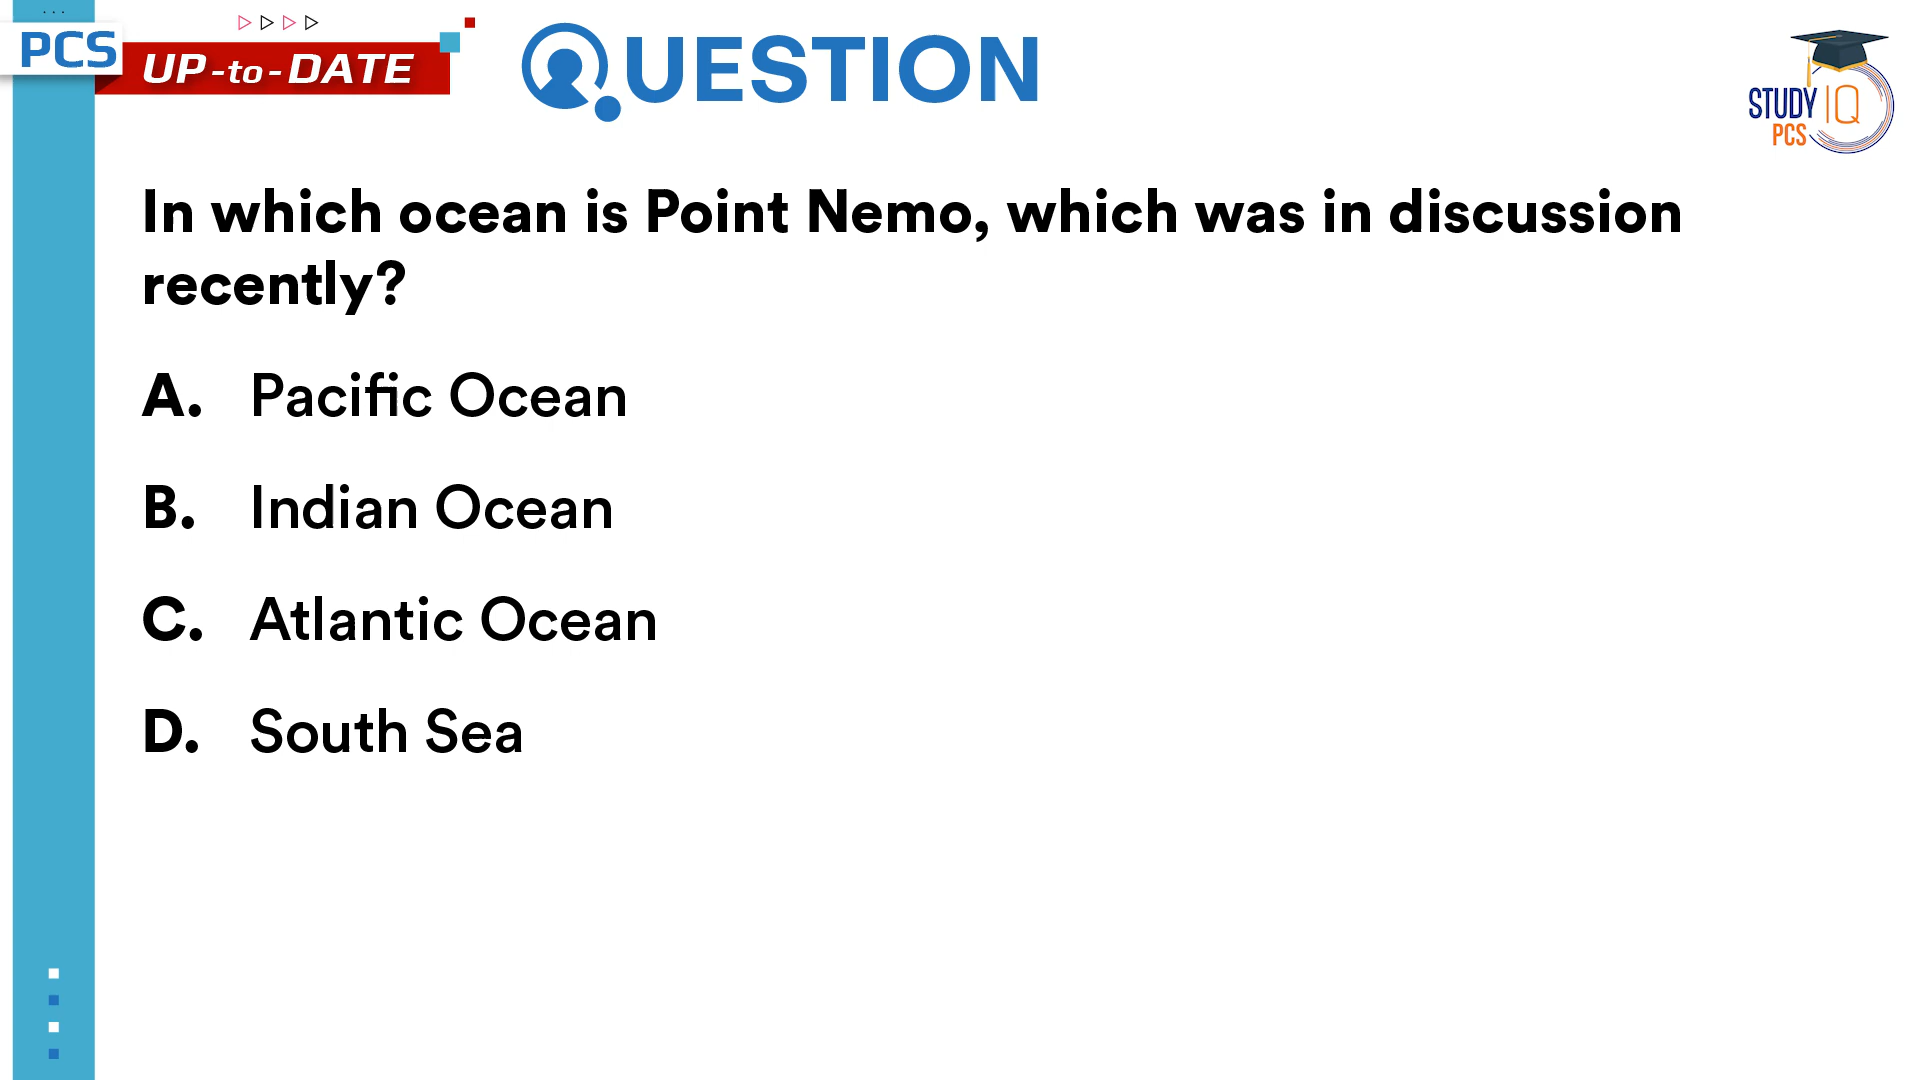 PCS
UP-to-DATE
QUESTION
STUDY IQ
PCS
In which ocean is Point Nemo, which was in discussion
recently?
A. Pacific Ocean
B. Indian Ocean
C. Atlantic Ocean
D. South Sea